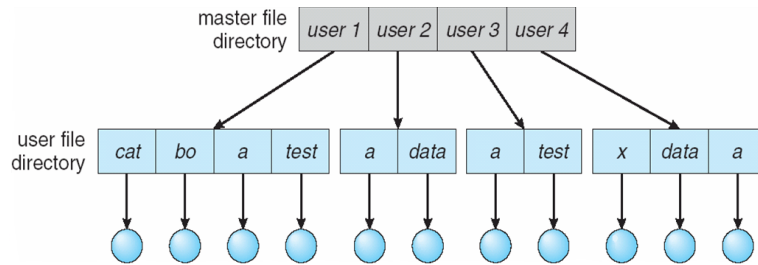 master file directory
user 1 user 2 user 3 user 4
user file directory
cat bo a test a data a test x data a